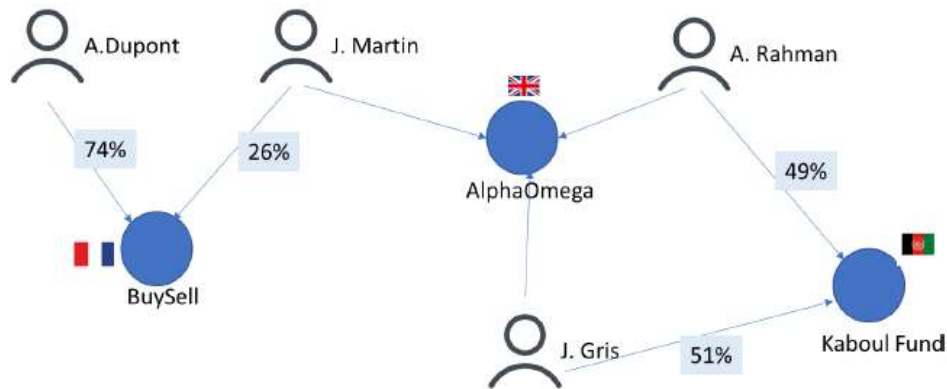 A.Dupont
J. Martin
A. Rahman
74%
26%
AlphaOmega
49%
BuySell
J. Gris
51%
Kaboul Fund